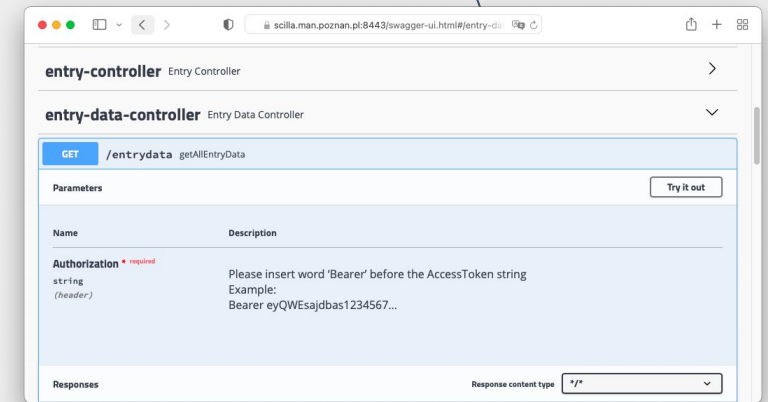 scilla.man.poznan.pl:8443/swagger-ui.html#/entry-da
entry-controller Entry Controller
entry-data-controller Entry Data Controller
GET /entrydata getAllEntryData
Parameters Try it out
Name Description
Authorization * required
string
(header)
Please insert word ‘Bearer’ before the AccessToken string
Example:
Bearer eyQWEsajdbas1234567...
Responses Response content type */*